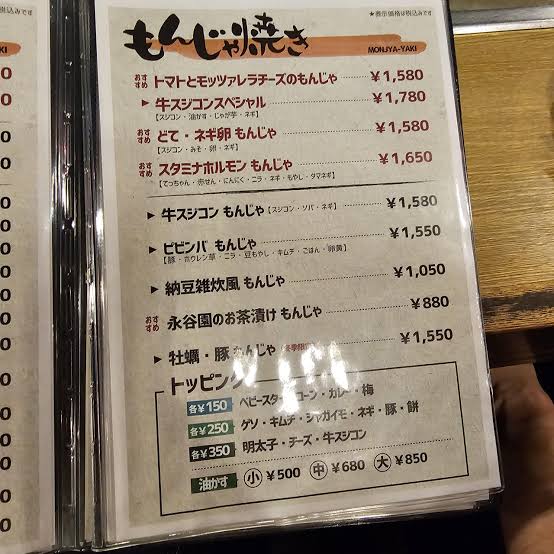 ※表示価格は税込みです
もんじゃ焼き
MONJYA-YAKI
おすすめ トマトとモッツァレラチーズのもんじゃ ¥1,580
▶ 牛スジコンスペシャル ¥1,780
【スジコン・油かす・じゃが芋・ネギ】
おすすめ どて・ネギ卵 もんじゃ ¥1,580
【スジコン・みそ・卵・ネギ】
おすすめ スタミナホルモン もんじゃ ¥1,650
【てっちゃん・赤せん・にんにく・ニラ・ネギ・もやし・タマネギ】
▶ 牛スジコン もんじゃ【スジコン・ソバ・ネギ】 ¥1,580
▶ ビビンバ もんじゃ ¥1,550
【豚・ホウレン草・ニラ・豆もやし・キムチ・ごはん・卵黄】
▶ 納豆雑炊風 もんじゃ ¥1,050
おすすめ 永谷園のお茶漬け もんじゃ ¥880
▶ 牡蠣・豚 もんじゃ ¥1,550
トッピング
各¥150 ベビースター・コーン・カレー・梅
各¥250 ゲソ・キムチ・ジャガイモ・ネギ・豚・餅
各¥350 明太子・チーズ・牛スジコン
油かす 小 ¥500 中 ¥680 大 ¥850